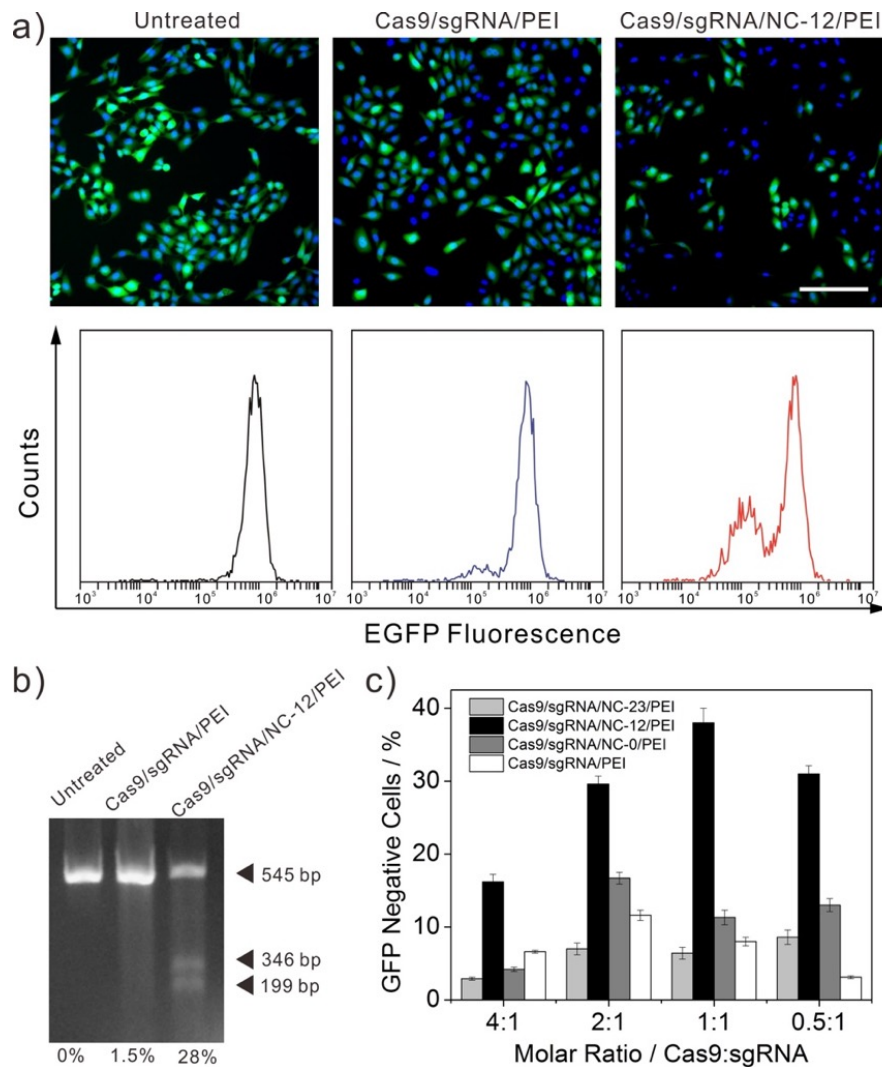 a)
Untreated Cas9/sgRNA/PEI Cas9/sgRNA/NC-12/PEI
Counts
10³ 10⁴ 10⁵ 10⁶ 10⁷ 10³ 10⁴ 10⁵ 10⁶ 10⁷ 10³ 10⁴ 10⁵ 10⁶ 10⁷
EGFP Fluorescence
b)
Untreated
Cas9/sgRNA/PEI
Cas9/sgRNA/NC-12/PEI
545 bp
346 bp
199 bp
0% 1.5% 28%
c)
GFP Negative Cells / %
40
30
20
10
0
Cas9/sgRNA/NC-23/PEI
Cas9/sgRNA/NC-12/PEI
Cas9/sgRNA/NC-0/PEI
Cas9/sgRNA/PEI
4:1 2:1 1:1 0.5:1
Molar Ratio / Cas9:sgRNA